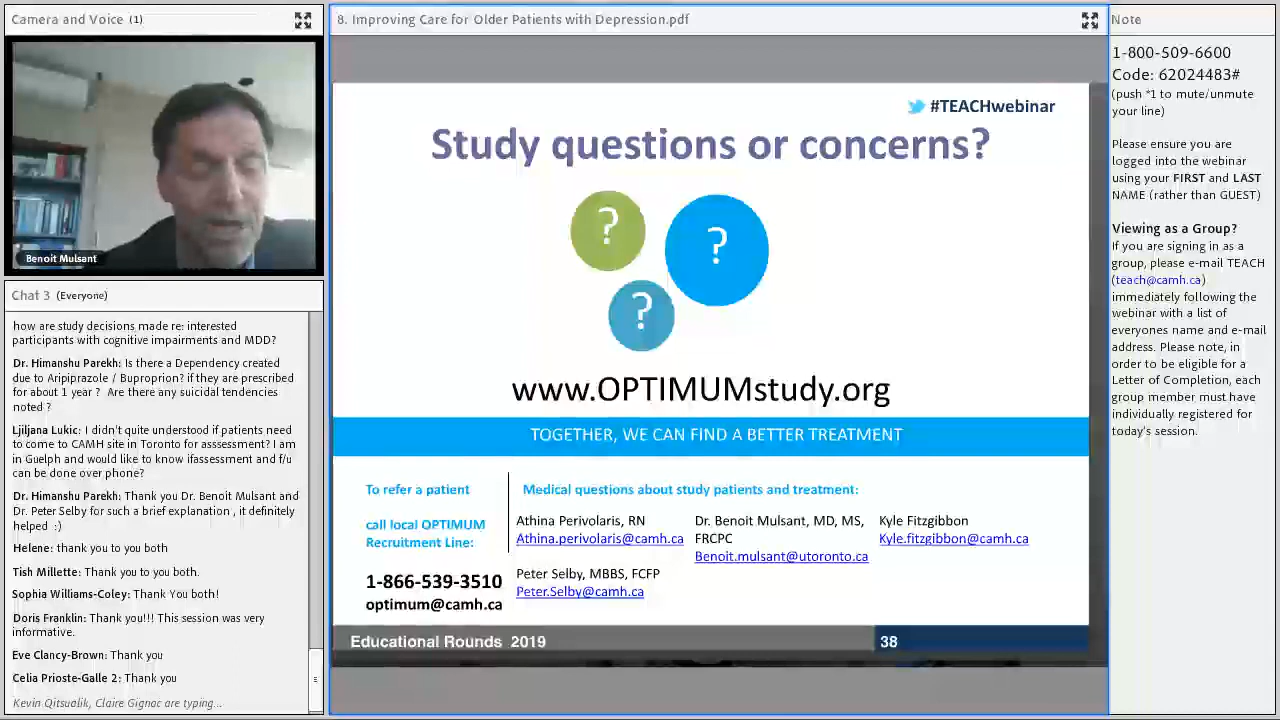 Camera and Voice (1)
Benoit Mulsant
Chat 3 (Everyone)
how are study decisions made re: interested
participants with cognitive impairments and MDD?
Dr. Himanshu Parekh: Is there a Dependency created
due to Aripiprazole / Buproprion? if they are prescribed
for about 1 year ? Are there any suicidal tendencies
noted ?
Ljiljana Lukic: I didn't quite understood if patients need
to come to CAMH site in Toronto for asssessment? I am
in Guelph and would like to know ifassessment and f/u
can be done over phone?
Dr. Himanshu Parekh: Thank you Dr. Benoit Mulsant and
Dr. Peter Selby for such a brief explanation , it definitely
helped :)
Helene: thank you to you both
Tish Millette: Thank you to you both.
Sophia Williams-Coley: Thank You both!
Doris Franklin: Thank you!!! This session was very
informative.
Eve Clancy-Brown: Thank you
Celia Prioste-Galle 2: Thank you
Kevin Qitsualik, Claire Gignac are typing...
8. Improving Care for Older Patients with Depression.pdf
#TEACHwebinar
Study questions or concerns?
?
?
?
www.OPTIMUMstudy.org
TOGETHER, WE CAN FIND A BETTER TREATMENT
To refer a patient
call local OPTIMUM
Recruitment Line:
1-866-539-3510
optimum@camh.ca
Medical questions about study patients and treatment:
Athina Perivolaris, RN
Athina.perivolaris@camh.ca
Peter Selby, MBBS, FCFP
Peter.Selby@camh.ca
Dr. Benoit Mulsant, MD, MS,
FRCPC
Benoit.mulsant@utoronto.ca
Kyle Fitzgibbon
Kyle.fitzgibbon@camh.ca
Educational Rounds 2019
38
Note
1-800-509-6600
Code: 62024483#
(push *1 to mute/unmute
your line)
Please ensure you are
logged into the webinar
using your FIRST and LAST
NAME (rather than GUEST)
Viewing as a Group?
If you are signing in as a
group, please e-mail TEACH
(teach@camh.ca)
immediately following the
webinar with a list of
everyones name and e-mail
address. Please note, in
order to be eligible for a
Letter of Completion, each
group member must have
individually registered for
today's session.